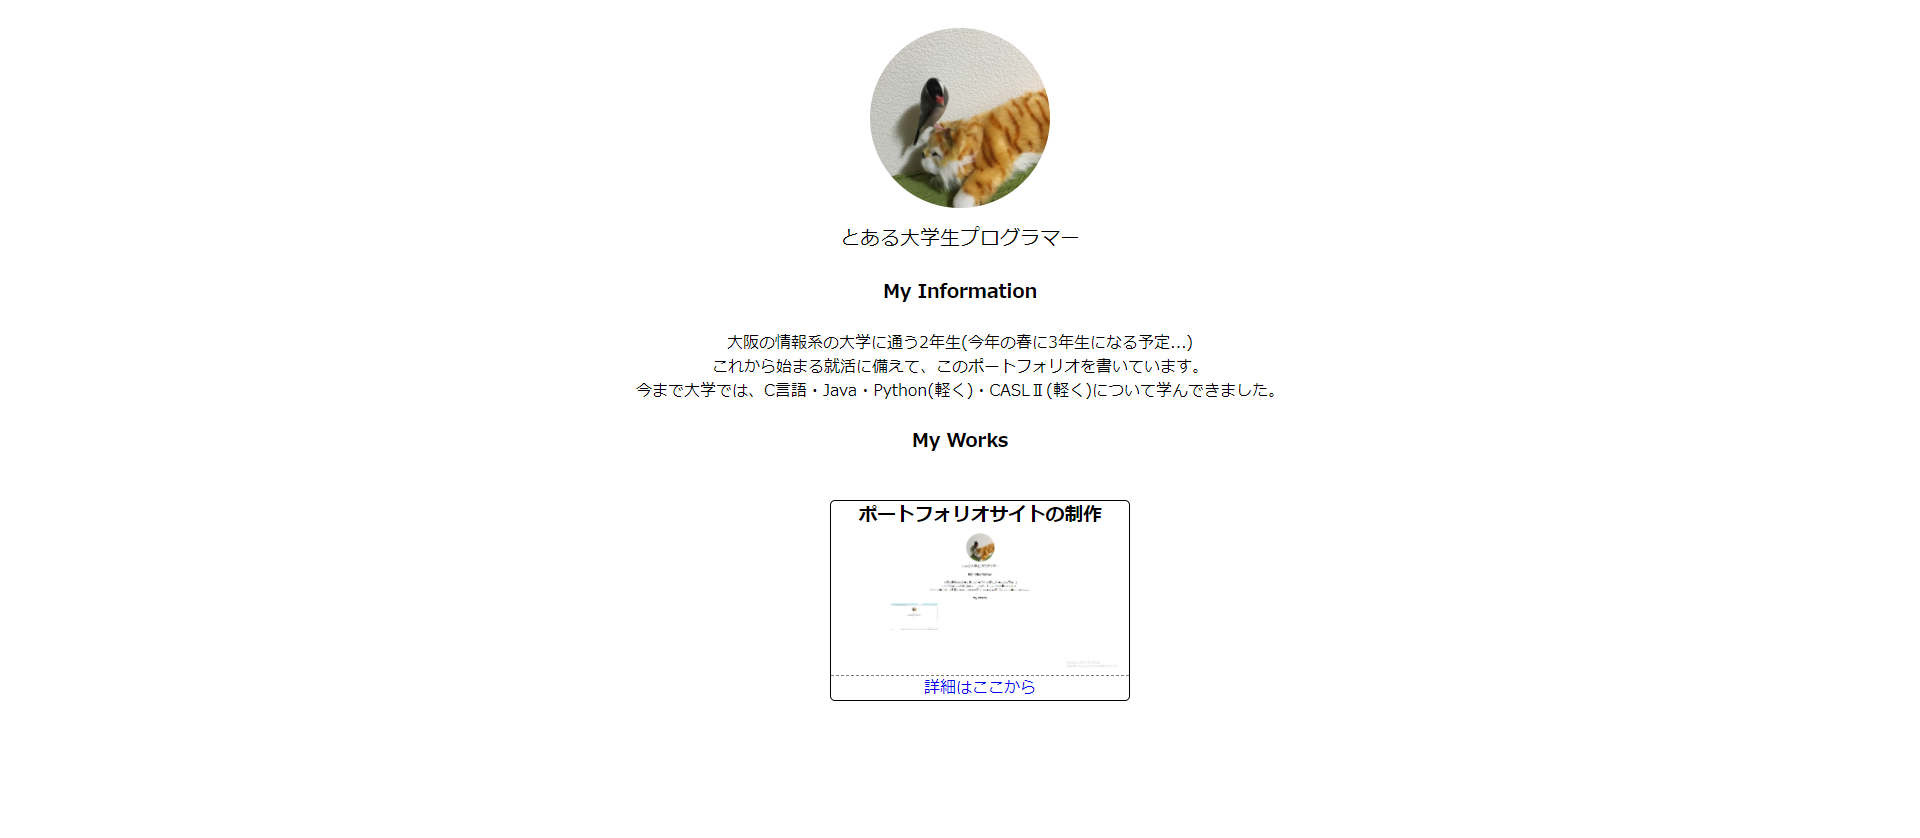 とある大学生プログラマー
My Information
大阪の情報系の大学に通う2年生(今年の春に3年生になる予定...)
これから始まる就活に備えて、このポートフォリオを書いています。
今まで大学では、C言語・Java・Python(軽く)・CASLⅡ(軽く)について学んできました。
My Works
ポートフォリオサイトの制作
詳細はここから